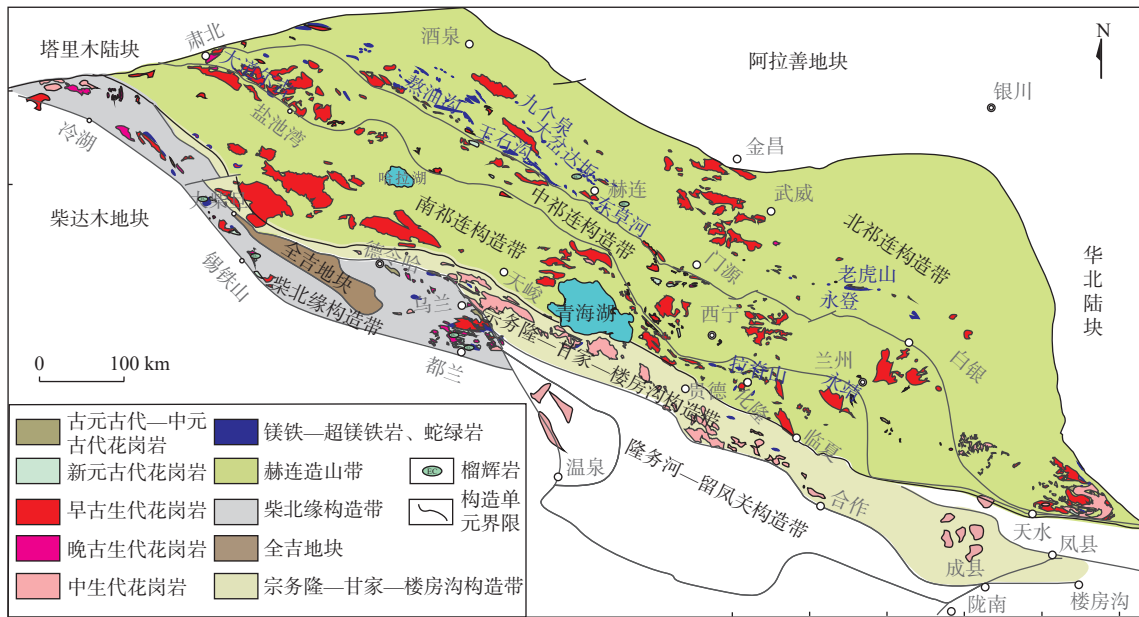 塔里木陆块
肃北
酒泉
阿拉善地块
N
银川
大道尔吉
熬油沟
九个泉
大岔达坂
玉石沟
盐池湾
冷湖
金昌
哈拉湖
赫连
东草河
武威
柴达木地块
南祁连构造带
中祁连构造带
北祁连构造带
华北陆块
全吉地块
德令哈
锡铁山
柴北缘构造带
乌兰
天峻
门源
老虎山
永登
青海湖
西宁
宗务隆—甘家—楼房沟构造带
0
100 km
都兰
拉脊山
兰州
永靖
白银
贵德
化隆
临夏
温泉
隆务河—留凤关构造带
合作
天水
凤县
成县
陇南
楼房沟
古元古代—中元
古代花岗岩
新元古代花岗岩
早古生代花岗岩
晚古生代花岗岩
中生代花岗岩
镁铁—超镁铁岩、蛇绿岩
赫连造山带
柴北缘构造带
全吉地块
宗务隆—甘家—楼房沟构造带
EC
榴辉岩
构造单
元界限